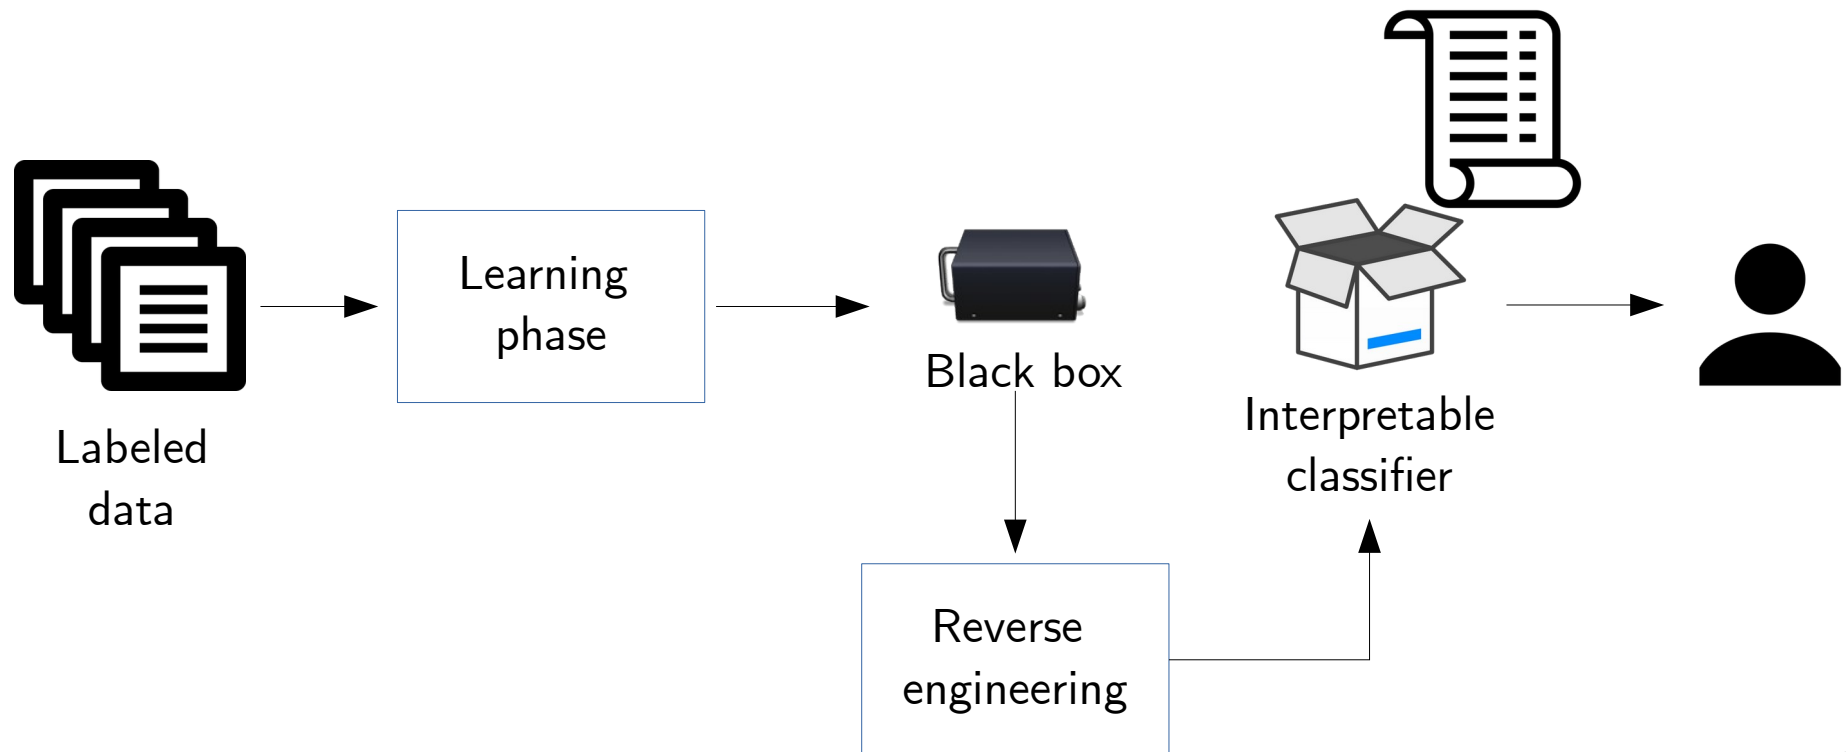 Learning
phase
Black box
Interpretable
classifier
Labeled
data
Reverse
engineering